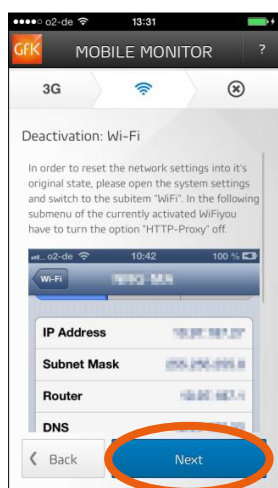 o2-de 13:31
GfK MOBILE MONITOR ?
3G
Deactivation: Wi-Fi
In order to reset the network settings into it's
original state, please open the system settings
and switch to the subitem "WiFi". In the following
submenu of the currently activated WiFiyou
have to turn the option "HTTP-Proxy" off.
o2-de 10:42 100 %
Wi-Fi
IP Address
Subnet Mask
Router
DNS
Back Next